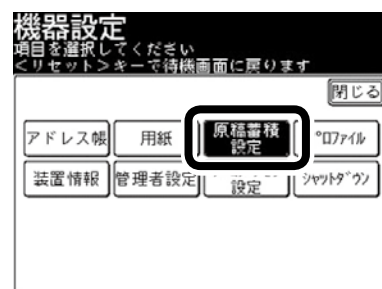 機器設定
項目を選択してください
<リセット>キーで待機画面に戻ります
閉じる
アドレス帳
用紙
原稿蓄積
設定
ﾟﾛﾌｧｲﾙ
装置情報
管理者設定
設定
ｼｬｯﾄﾀﾞｳﾝ